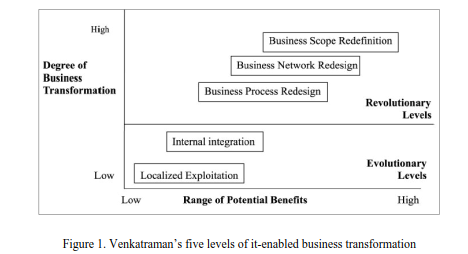 High
Business Scope Redefinition
Degree of
Business
Transformation
Business Network Redesign
Business Process Redesign
Revolutionary
Levels
Internal integration
Evolutionary
Levels
Low
Localized Exploitation
Low
Range of Potential Benefits
High
Figure 1. Venkatraman's five levels of it-enabled business transformation